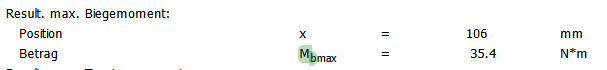 Result. max. Biegemoment:
Position x = 106 mm
Betrag Mbmax = 35.4 N*m